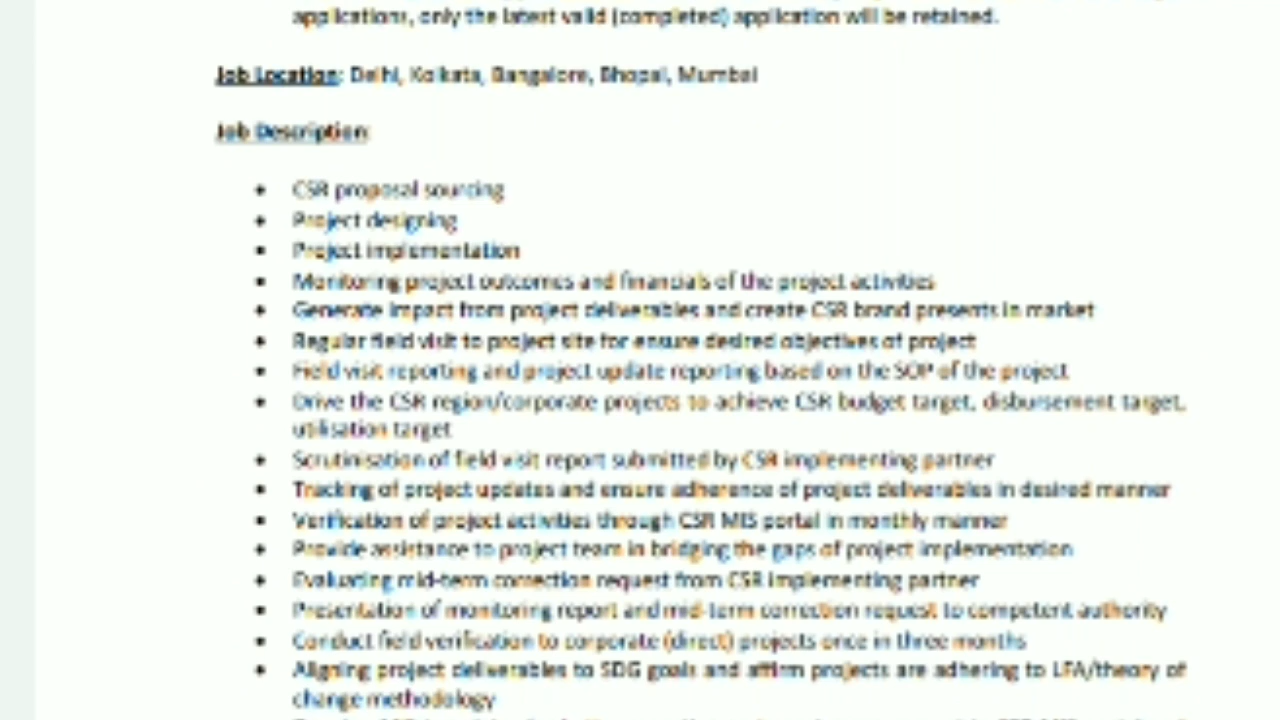 applications, only the latest valid (completed) application will be retained.
Job Location: Delhi, Kolkata, Bangalore, Bhopal, Mumbai
Job Description:
• CSR proposal sourcing
• Project designing
• Project implementation
• Monitoring project outcomes and financials of the project activities
• Generate impact from project deliverables and create CSR brand presents in market
• Regular field visit to project site for ensure desired objectives of project
• Field visit reporting and project update reporting based on the SOP of the project
• Drive the CSR region/corporate projects to achieve CSR budget target, disbursement target,
utilisation target
• Scrutinisation of field visit report submitted by CSR implementing partner
• Tracking of project updates and ensure adherence of project deliverables in desired manner
• Verification of project activities through CSR MIS portal in monthly manner
• Provide assistance to project team in bridging the gaps of project implementation
• Evaluating mid-term correction request from CSR implementing partner
• Presentation of monitoring report and mid-term correction request to competent authority
• Conduct field verification to corporate (direct) projects once in three months
• Aligning project deliverables to SDG goals and affirm projects are adhering to LFA/theory of
change methodology